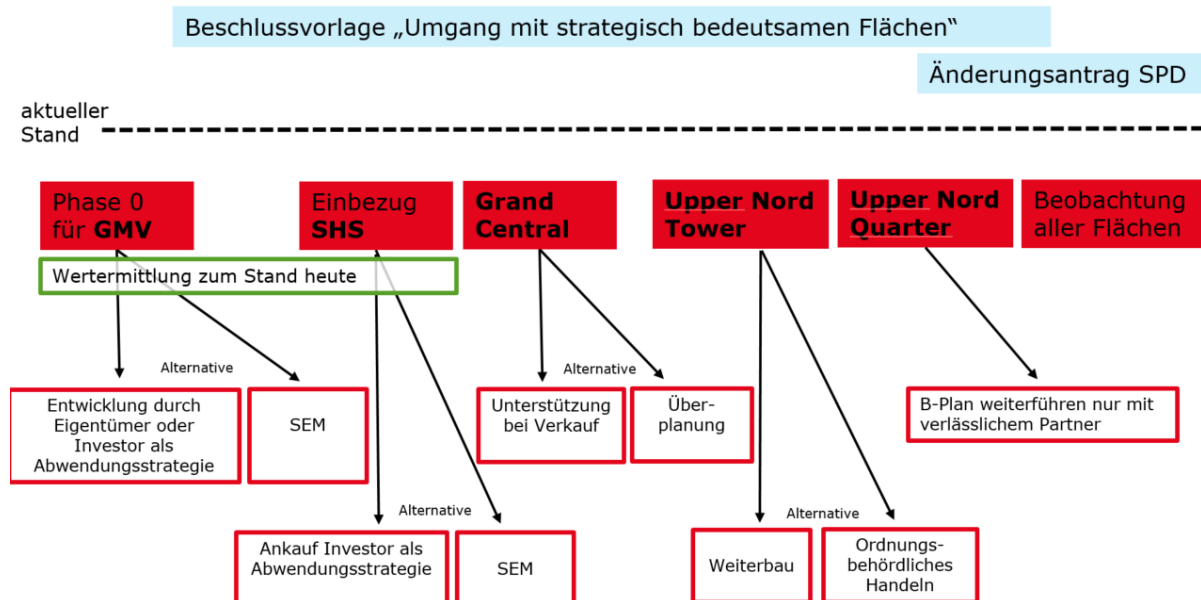 Beschlussvorlage „Umgang mit strategisch bedeutsamen Flächen“
Änderungsantrag SPD
aktueller
Stand
Phase 0
für GMV
Einbezug
SHS
Grand
Central
Upper Nord
Tower
Upper Nord
Quarter
Beobachtung
aller Flächen
Wertermittlung zum Stand heute
Alternative
Alternative
Entwicklung durch
Eigentümer oder
Investor als
Abwendungsstrategie
SEM
Unterstützung
bei Verkauf
Über-
planung
B-Plan weiterführen nur mit
verlässlichem Partner
Alternative
Alternative
Ankauf Investor als
Abwendungsstrategie
SEM
Weiterbau
Ordnungs-
behördliches
Handeln